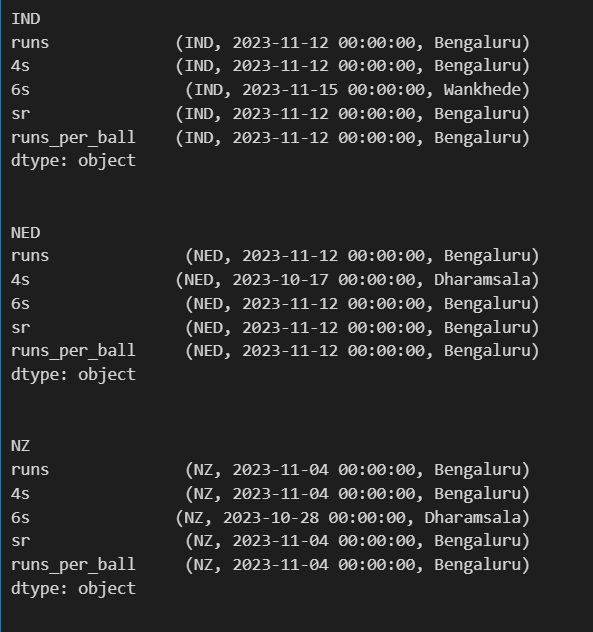 IND
runs (IND, 2023-11-12 00:00:00, Bengaluru)
4s (IND, 2023-11-12 00:00:00, Bengaluru)
6s (IND, 2023-11-15 00:00:00, Wankhede)
sr (IND, 2023-11-12 00:00:00, Bengaluru)
runs_per_ball (IND, 2023-11-12 00:00:00, Bengaluru)
dtype: object
NED
runs (NED, 2023-11-12 00:00:00, Bengaluru)
4s (NED, 2023-10-17 00:00:00, Dharamsala)
6s (NED, 2023-11-12 00:00:00, Bengaluru)
sr (NED, 2023-11-12 00:00:00, Bengaluru)
runs_per_ball (NED, 2023-11-12 00:00:00, Bengaluru)
dtype: object
NZ
runs (NZ, 2023-11-04 00:00:00, Bengaluru)
4s (NZ, 2023-11-04 00:00:00, Bengaluru)
6s (NZ, 2023-10-28 00:00:00, Dharamsala)
sr (NZ, 2023-11-04 00:00:00, Bengaluru)
runs_per_ball (NZ, 2023-11-04 00:00:00, Bengaluru)
dtype: object